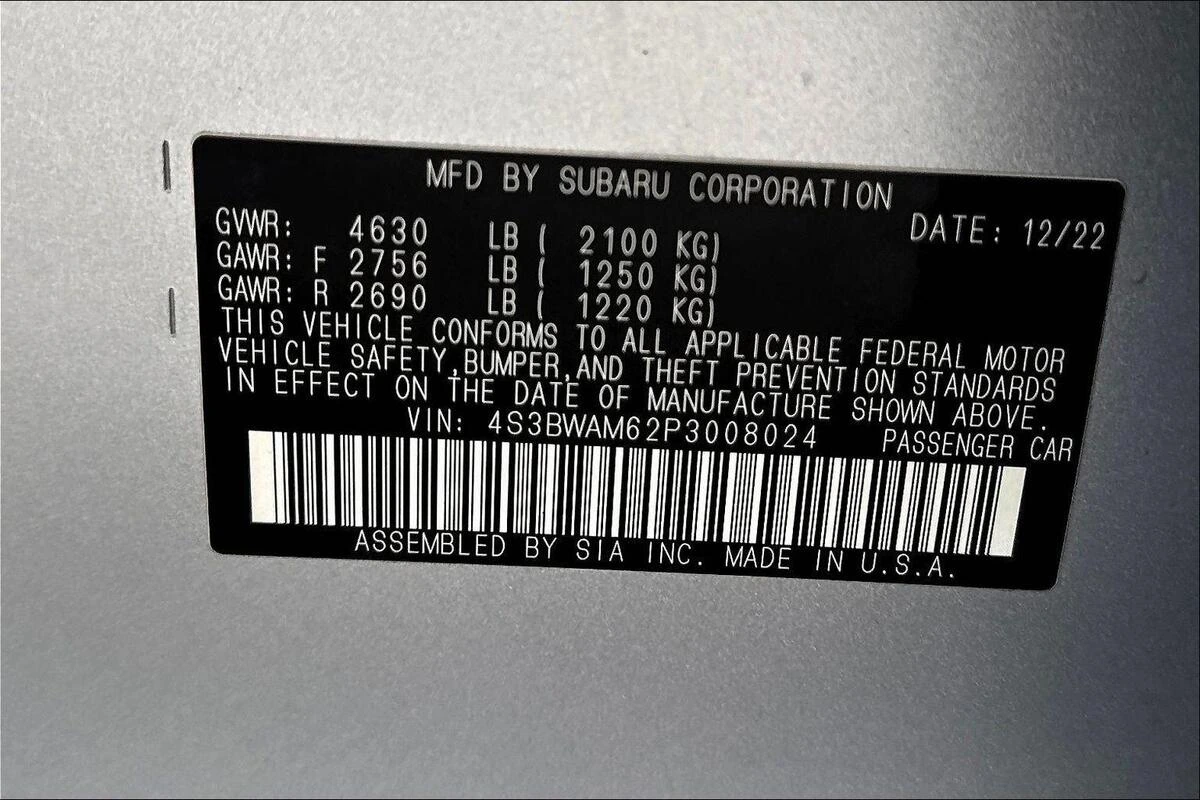 MFD BY SUBARU CORPORATION
DATE: 12/22
GVWR: 4630 LB ( 2100 KG)
GAWR: F 2756 LB ( 1250 KG)
GAWR: R 2690 LB ( 1220 KG)
THIS VEHICLE CONFORMS TO ALL APPLICABLE FEDERAL MOTOR
VEHICLE SAFETY,BUMPER,AND THEFT PREVENTION STANDARDS
IN EFFECT ON THE DATE OF MANUFACTURE SHOWN ABOVE.
VIN: 4S3BWAM62P3008024 PASSENGER CAR
ASSEMBLED BY SIA INC. MADE IN U.S.A.